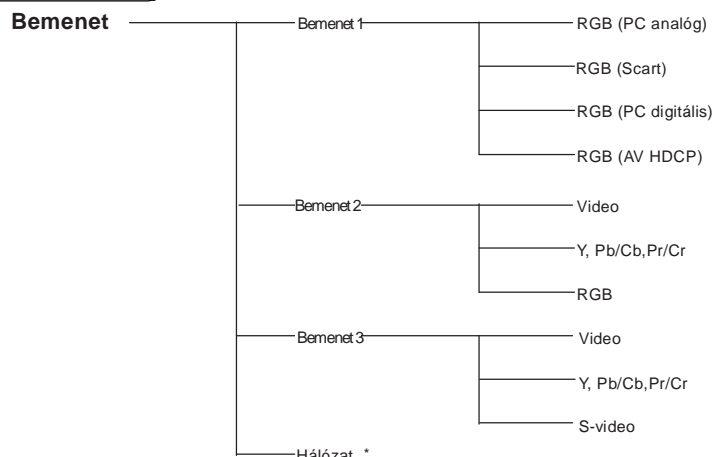 Bemenet
Bemenet 1
RGB (PC analóg)
RGB (Scart)
RGB (PC digitális)
RGB (AV HDCP)
Bemenet 2
Video
Y, Pb/Cb,Pr/Cr
RGB
Bemenet 3
Video
Y, Pb/Cb,Pr/Cr
S-video
Hálózat *